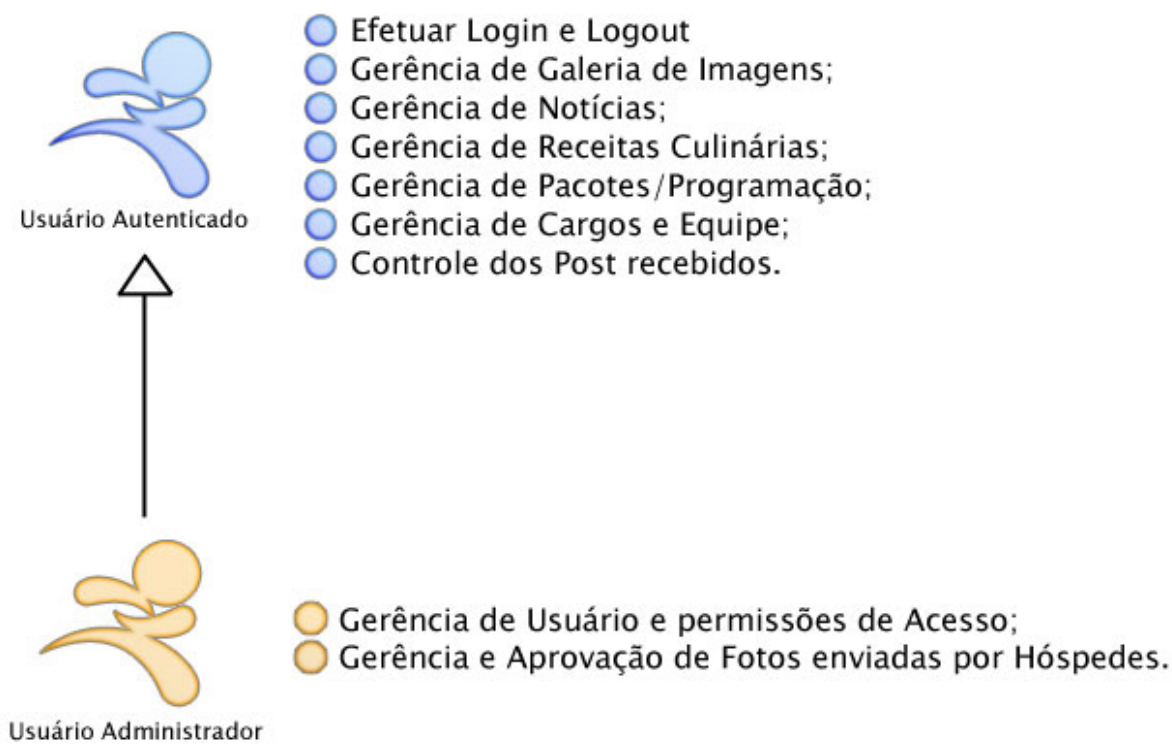 Efetuar Login e Logout
Gerência de Galeria de Imagens;
Gerência de Notícias;
Gerência de Receitas Culinárias;
Gerência de Pacotes/Programação;
Gerência de Cargos e Equipe;
Controle dos Post recebidos.
Usuário Autenticado
Gerência de Usuário e permissões de Acesso;
Gerência e Aprovação de Fotos enviadas por Hóspedes.
Usuário Administrador